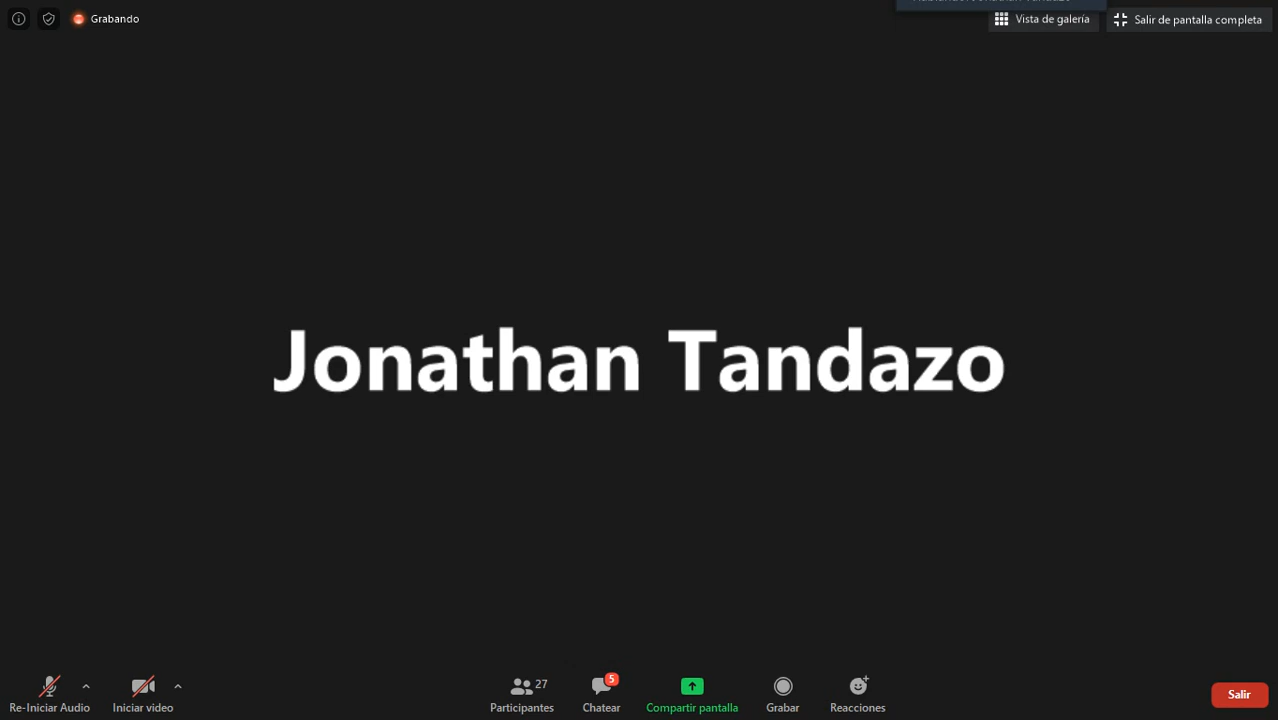 Grabando
Vista de galería
Salir de pantalla completa
Jonathan Tandazo
Re-Iniciar Audio
Iniciar video
27
Participantes
5
Chatear
Compartir pantalla
Grabar
Reacciones
Salir